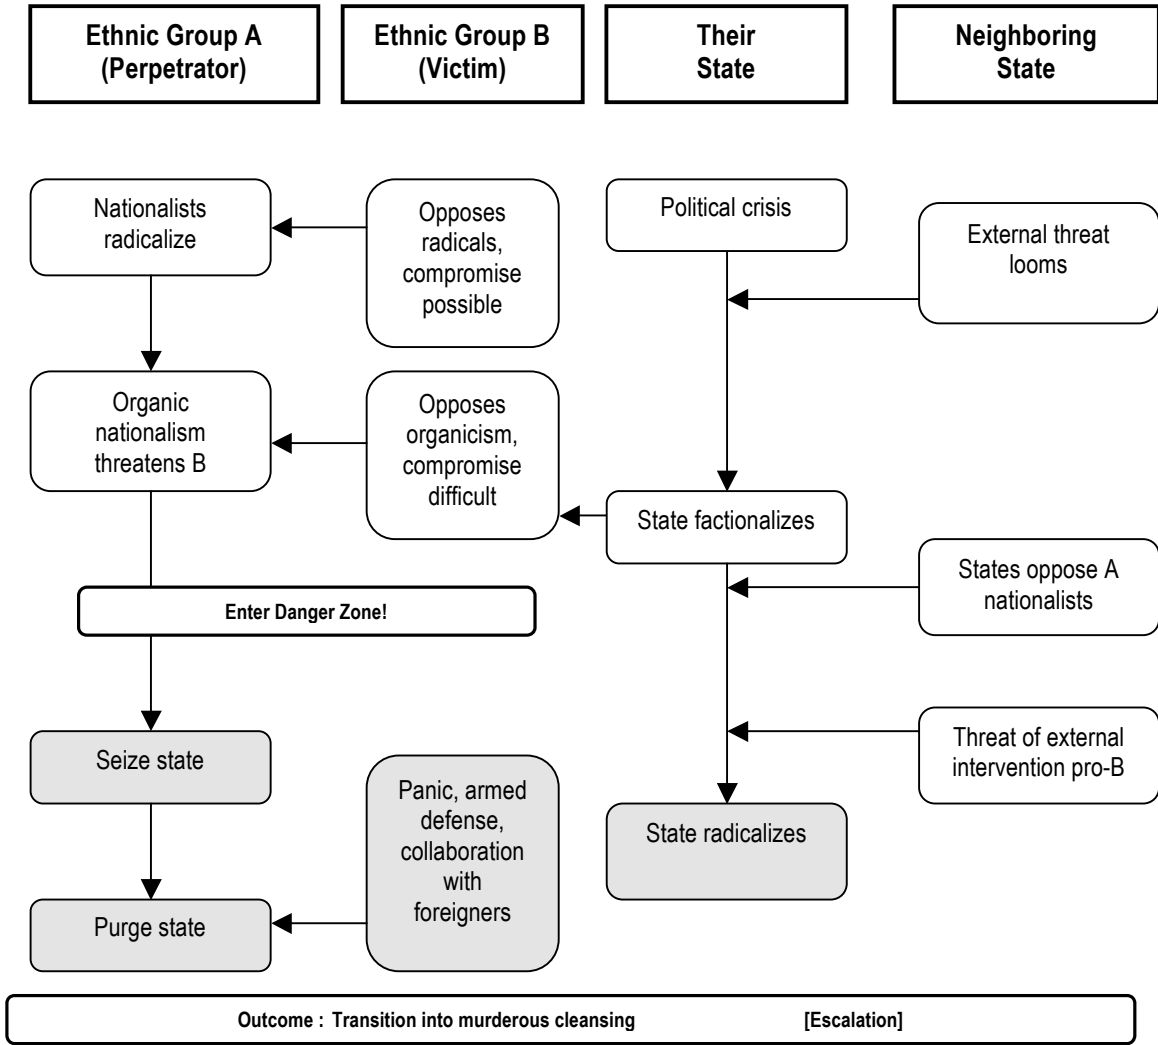 Ethnic Group A
(Perpetrator)
Ethnic Group B
(Victim)
Their
State
Neighboring
State
Nationalists
radicalize
Opposes
radicals,
compromise
possible
Political crisis
External threat
looms
Organic
nationalism
threatens B
Opposes
organicism,
compromise
difficult
State factionalizes
States oppose A
nationalists
Enter Danger Zone!
Seize state
Panic, armed
defense,
collaboration
with
foreigners
Threat of external
intervention pro-B
State radicalizes
Purge state
Outcome : Transition into murderous cleansing [Escalation]